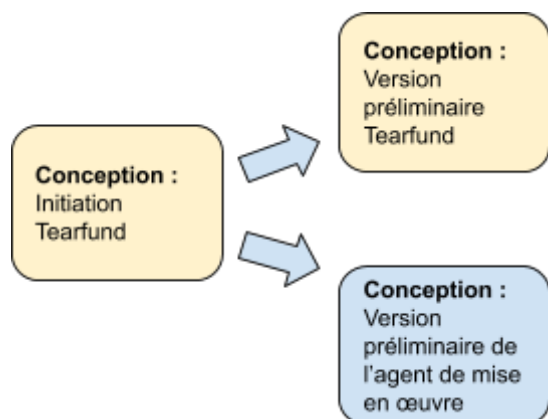 Conception :
Initiation
Tearfund
Conception :
Version
préliminaire
Tearfund
Conception :
Version
préliminaire de
l'agent de mise
en œuvre